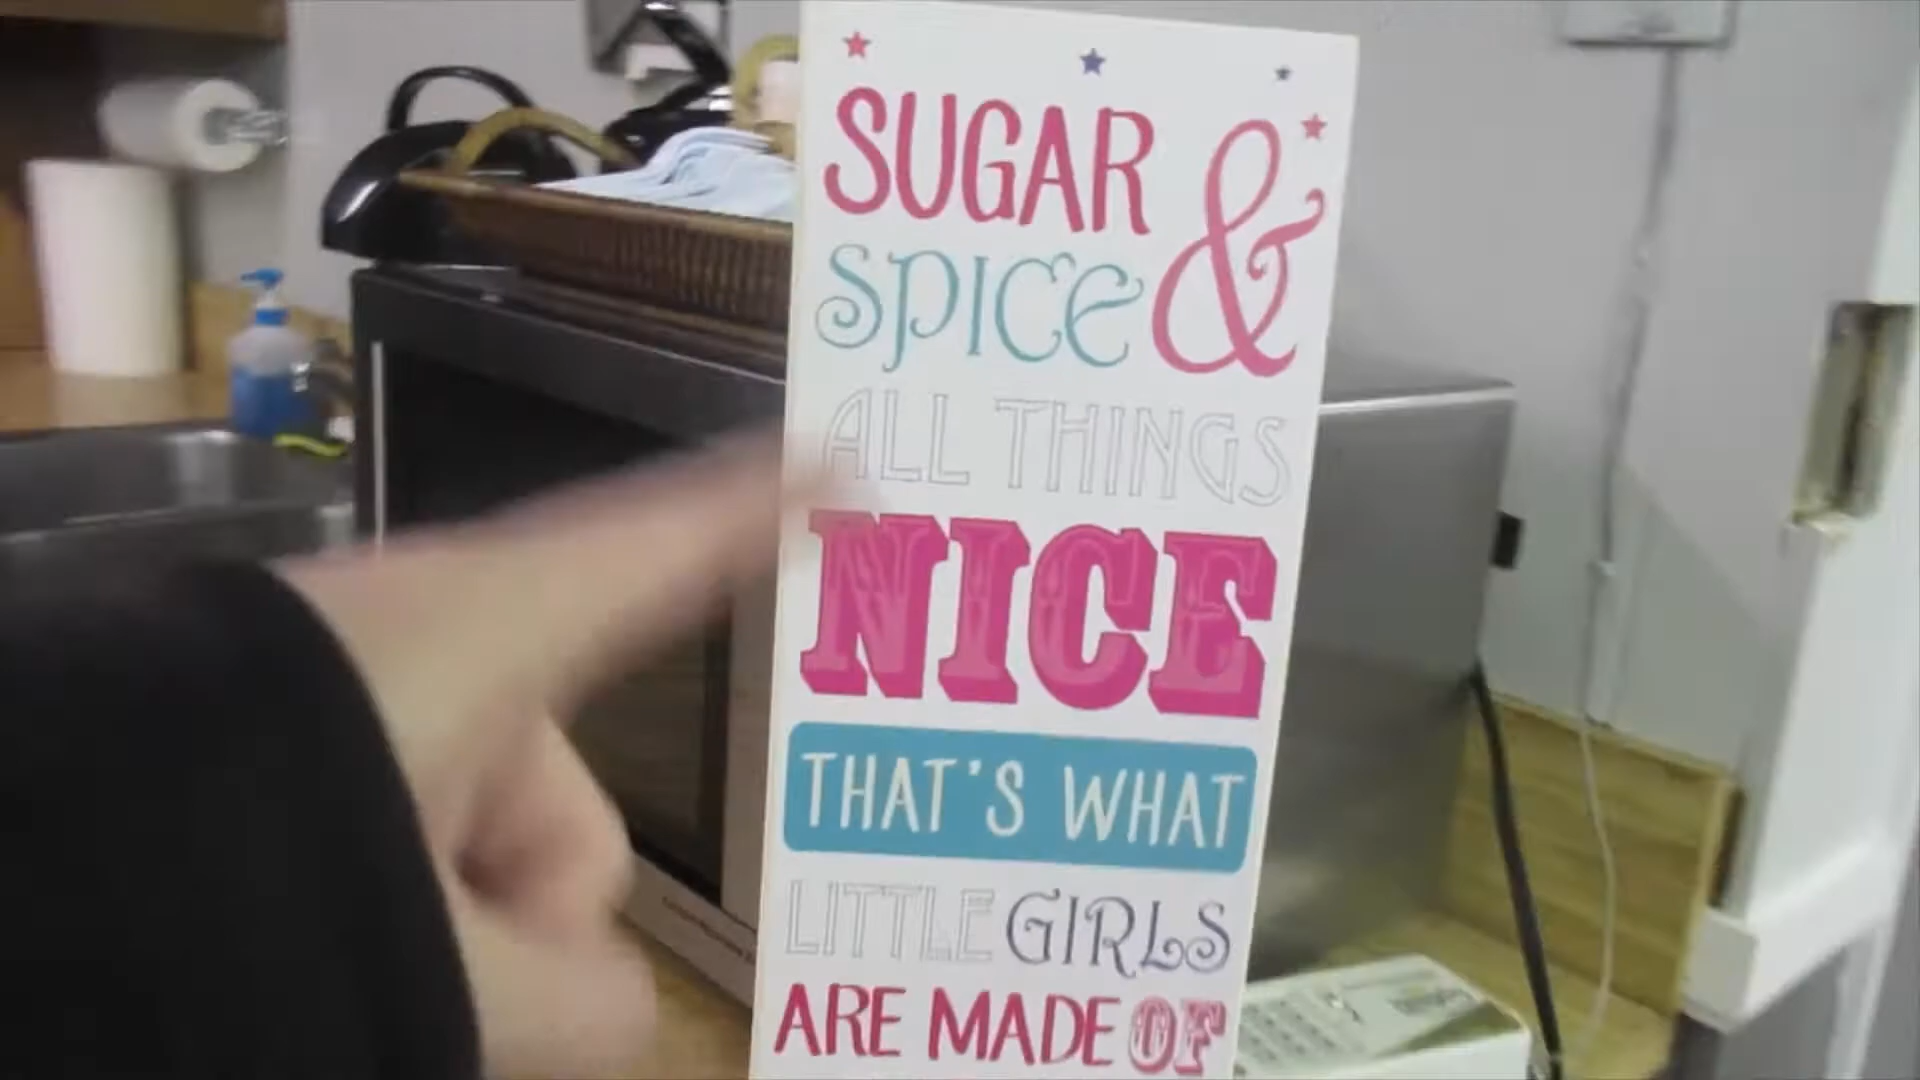 SUGAR &
SPICE
ALL THINGS
NICE
THAT'S WHAT
LITTLE GIRLS
ARE MADE OF